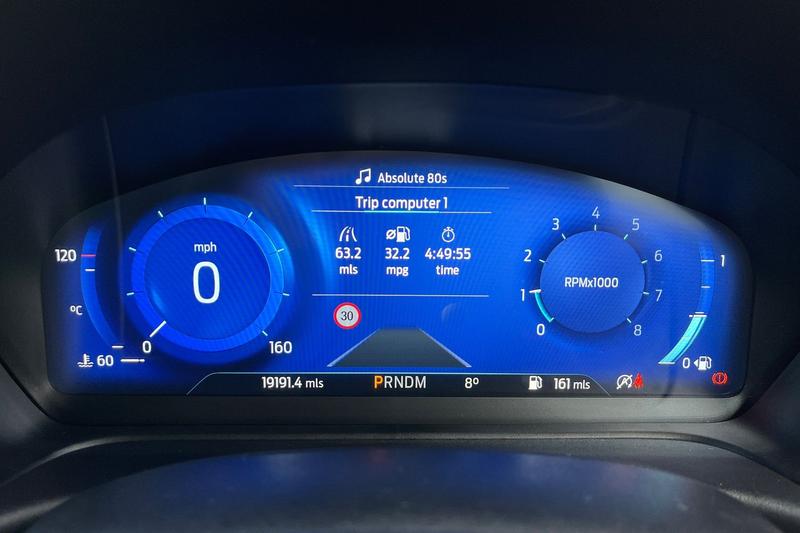 Absolute 80s
Trip computer 1
63.2 mls
32.2 mpg
4:49:55 time
120
°C
60
mph
0
0
160
30
0
1
2
3
4
5
6
7
8
RPMx1000
1
0
19191.4 mls
PRNDM
8°
161 mls